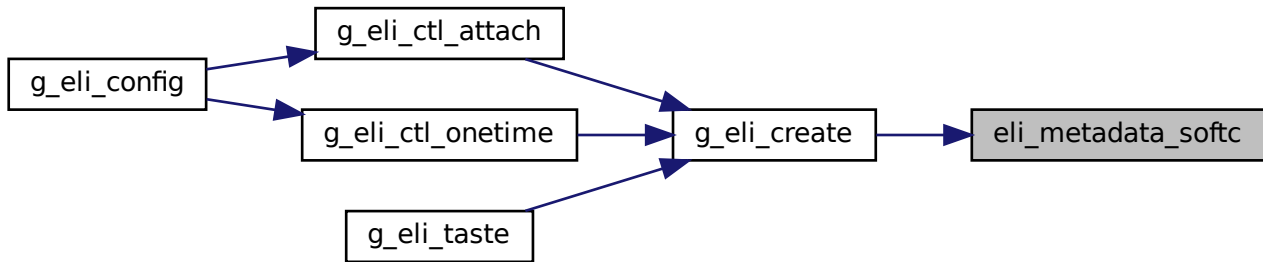 g_eli_ctl_attach
g_eli_config
g_eli_ctl_onetime
g_eli_create
eli_metadata_softc
g_eli_taste